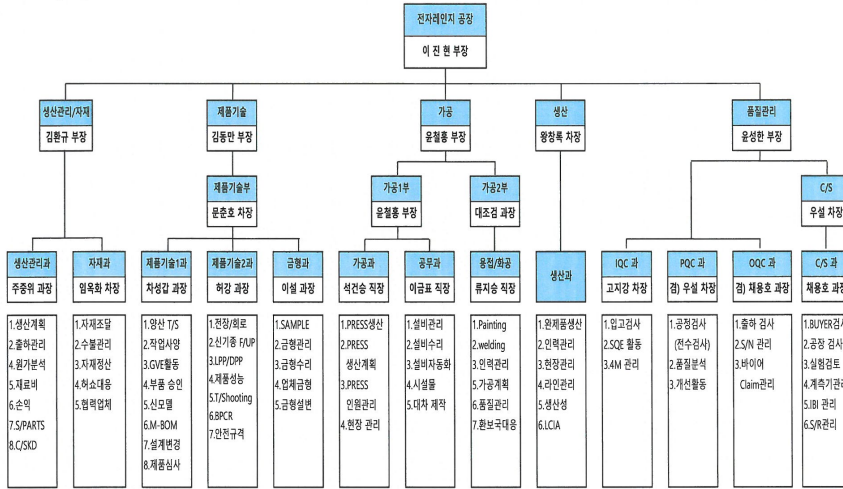 전자레인지 공장
이 진 현 부장
생산관리/자재
김환규 부장
제품기술
김동만 부장
가공
윤철홍 부장
생산
왕창록 차장
품질관리
윤성한 부장
제품기술부
문춘호 차장
가공1부
윤철홍 부장
가공2부
대조검 과장
C/S
우설 차장
생산관리과
주중위 과장
1.생산계획
2.출하관리
4.원가분석
5.재료비
6.손익
7.S/PARTS
8.C/SKD
자재과
임옥화 차장
1.자재조달
2.수불관리
3.자재정산
4.허쇼대응
5.협력업체
제품기술1과
차성갑 과장
1.양산 T/S
2.작업사양
3.GVE활동
4.부품 승인
5.신모델
6.M-BOM
7.설계변경
8.제품심사
제품기술2과
허강 과장
1.전장/회로
2.신기종 F/UP
3.LPP/DPP
4.제품성능
5.T/Shooting
6.BPCR
7.안전규격
금형과
이설 과장
1.SAMPLE
2.금형관리
3.금형수리
4.업체금형
5.금형설변
가공과
석건승 직장
1.PRESS생산
2.PRESS
생산계획
3.PRESS
인원관리
4.현장 관리
공무과
이금표 직장
1.설비관리
2.설비수리
3.설비자동화
4.시설물
5.대차 제작
용접/화공
류지승 직장
1.Painting
2.welding
3.인력관리
5.가공계획
6.품질관리
7.환보국대응
생산과
1.완제품생산
2.인력관리
3.현장관리
4.라인관리
5.생산성
6.LCIA
IQC 과
고지강 차장
1.입고검사
2.SQE 활동
3.4M 관리
PQC 과
겸) 우설 차장
1.공정검사
(전수검사)
2.품질분석
3.개선활동
OQC 과
겸) 채용호 과장
1.출하 검사
2.S/N 관리
3.바이어
Claim관리
C/S 과
채용호 과장
1.BUYER검사
2.공장 검사
3.실험검토
4.계측기관리
5.IBI 관리
6.S/R관리